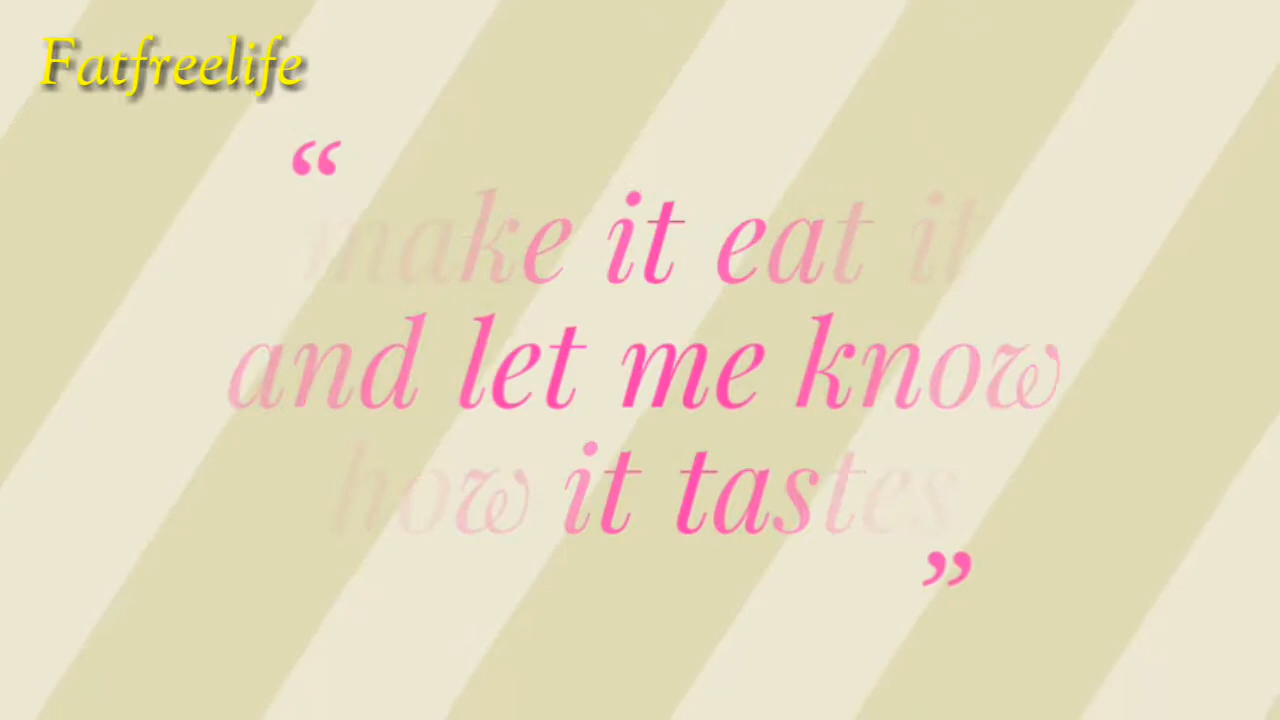 Fatfreelife
“
make it eat it
and let me know
how it tastes
”